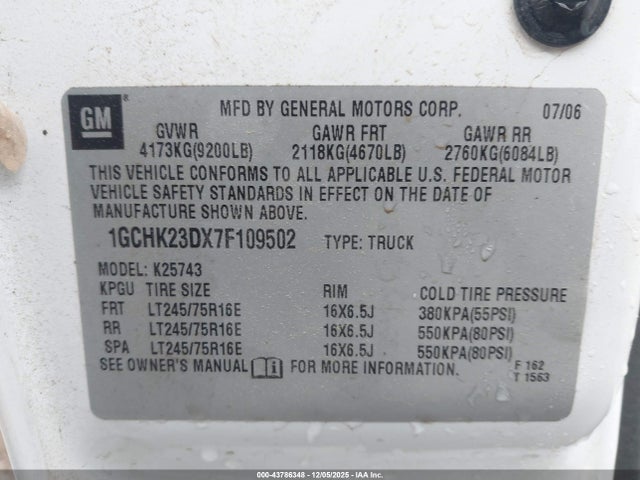 GM® MFD BY GENERAL MOTORS CORP. 07/06
GVWR GAWR FRT GAWR RR
4173KG(9200LB) 2118KG(4670LB) 2760KG(6084LB)
THIS VEHICLE CONFORMS TO ALL APPLICABLE U.S. FEDERAL MOTOR
VEHICLE SAFETY STANDARDS IN EFFECT ON THE DATE OF
MANUFACTURE SHOWN ABOVE.
1GCHK23DX7F109502 TYPE: TRUCK
MODEL: K25743
KPGU TIRE SIZE RIM COLD TIRE PRESSURE
FRT LT245/75R16E 16X6.5J 380KPA(55PSI)
RR LT245/75R16E 16X6.5J 550KPA(80PSI)
SPA LT245/75R16E 16X6.5J 550KPA(80PSI)
SEE OWNER'S MANUAL i FOR MORE INFORMATION. F 162
T 1563
000-43786348 - 12/05/2025 - IAA Inc.